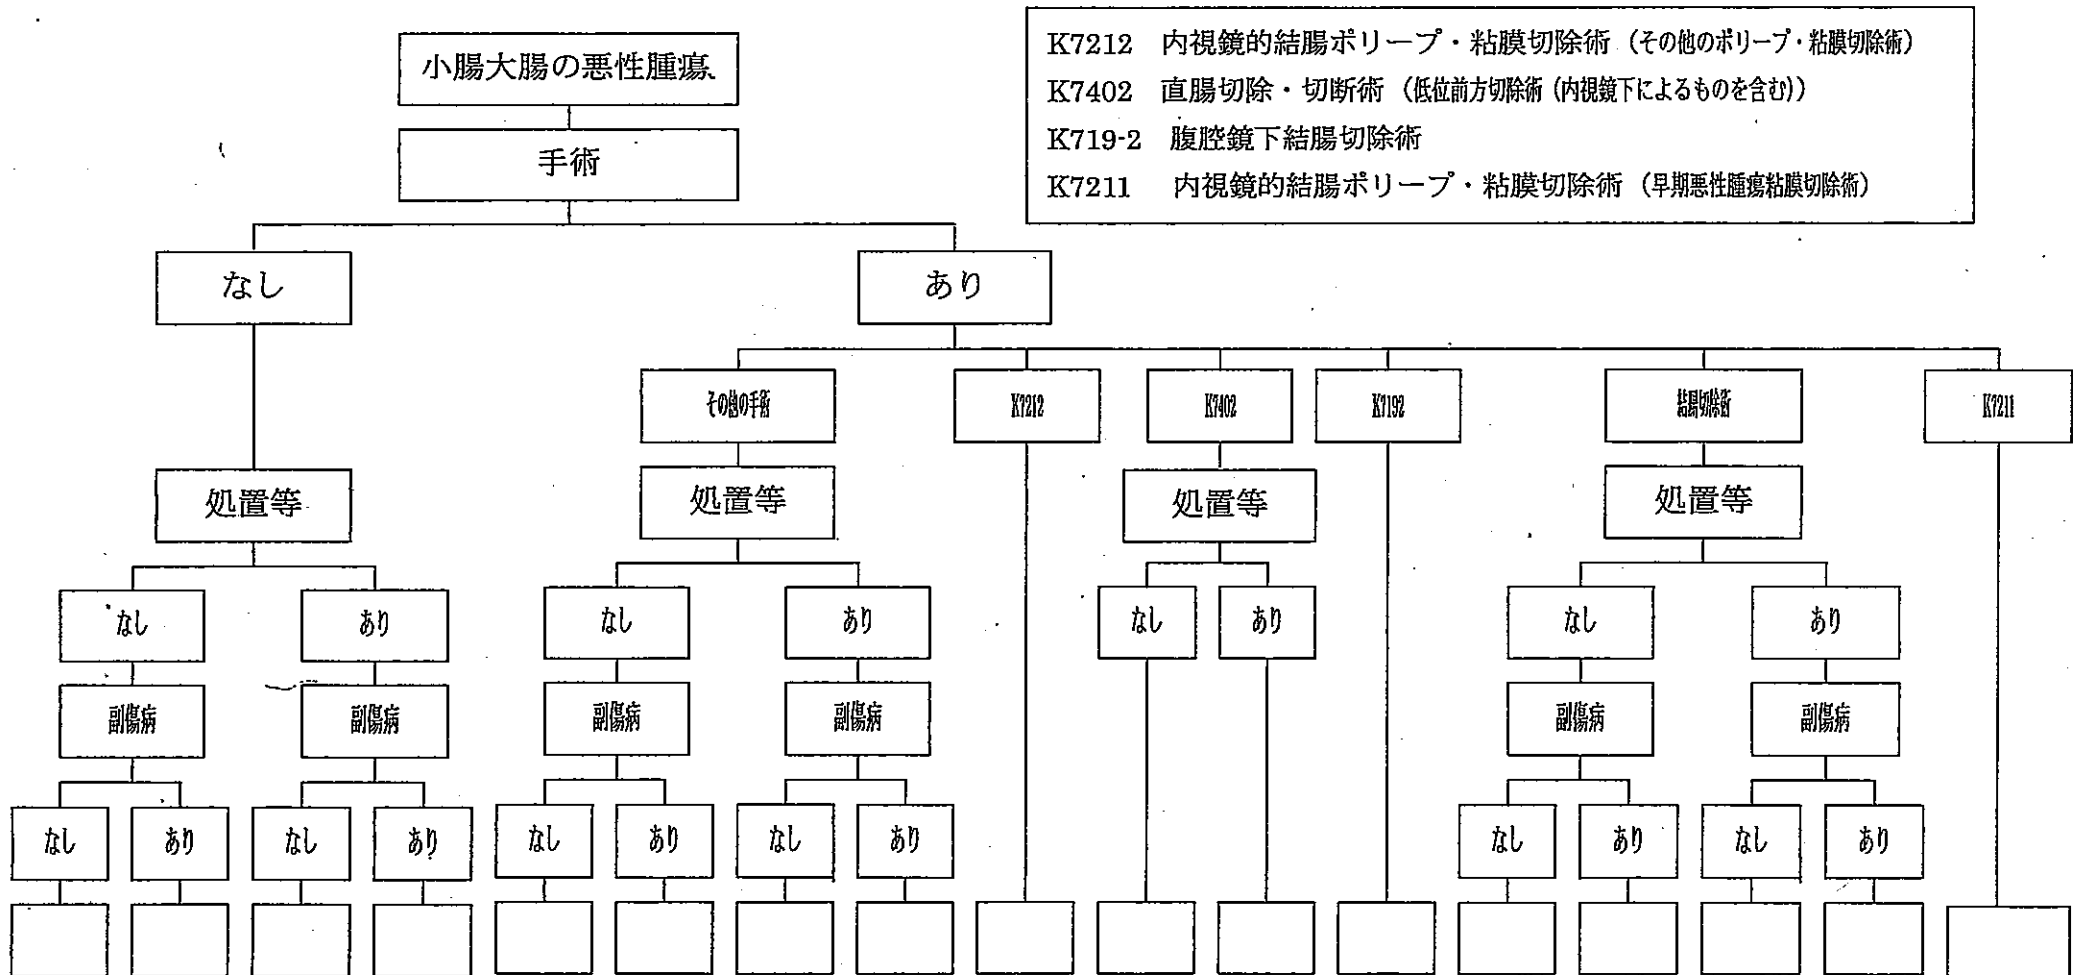 小腸大腸の悪性腫瘍
手術
K7212 内視鏡的結腸ポリープ・粘膜切除術（その他のポリープ・粘膜切除術）
K7402 直腸切除・切断術（低位前方切除術（内視鏡下によるものを含む））
K719-2 腹腔鏡下結腸切除術
K7211 内視鏡的結腸ポリープ・粘膜切除術（早期悪性腫瘍粘膜切除術）
なし あり
その他の手術 K7212 K7402 K7192 結腸切除術 K7211
処置等 処置等 処置等 処置等
なし あり なし あり なし あり なし あり
副傷病 副傷病 副傷病 副傷病 副傷病 副傷病
なし あり なし あり なし あり なし あり なし あり なし あり